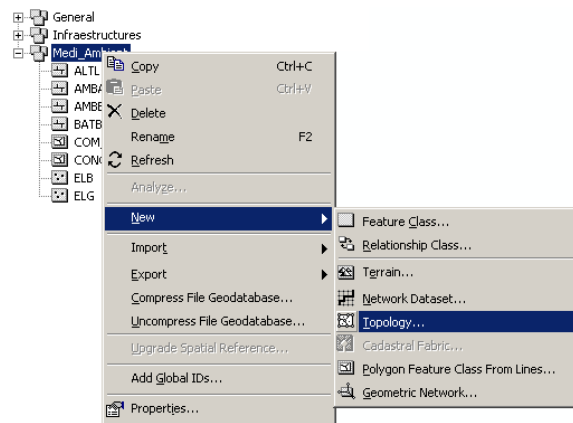 General
Infraestructures
Medi_Ambient
ALTL
AMBA
AMBE
BATB
COM_
CONG
ELB
ELG
Copy Ctrl+C
Paste Ctrl+V
Delete
Rename F2
Refresh
Analyze...
New
Import
Export
Compress File Geodatabase...
Uncompress File Geodatabase...
Upgrade Spatial Reference...
Add Global IDs...
Properties...
Feature Class...
Relationship Class...
Terrain...
Network Dataset...
Topology...
Cadastral Fabric...
Polygon Feature Class From Lines...
Geometric Network...